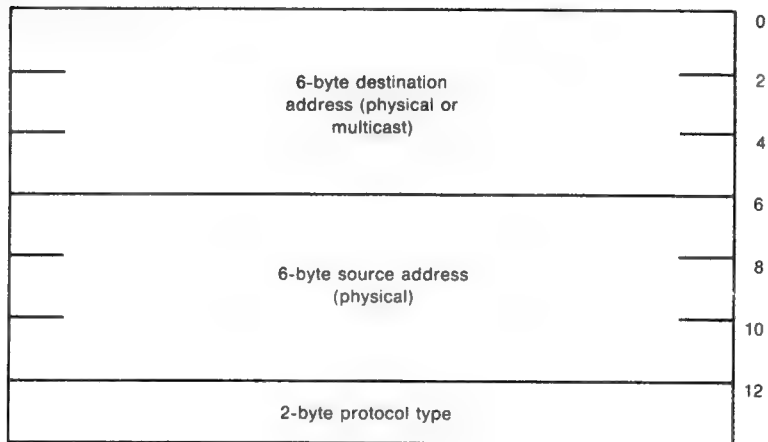 0
6-byte destination
2
address (physical or
multicast)
4
6
6-byte source address
8
(physical)
10
12
2-byte protocol type